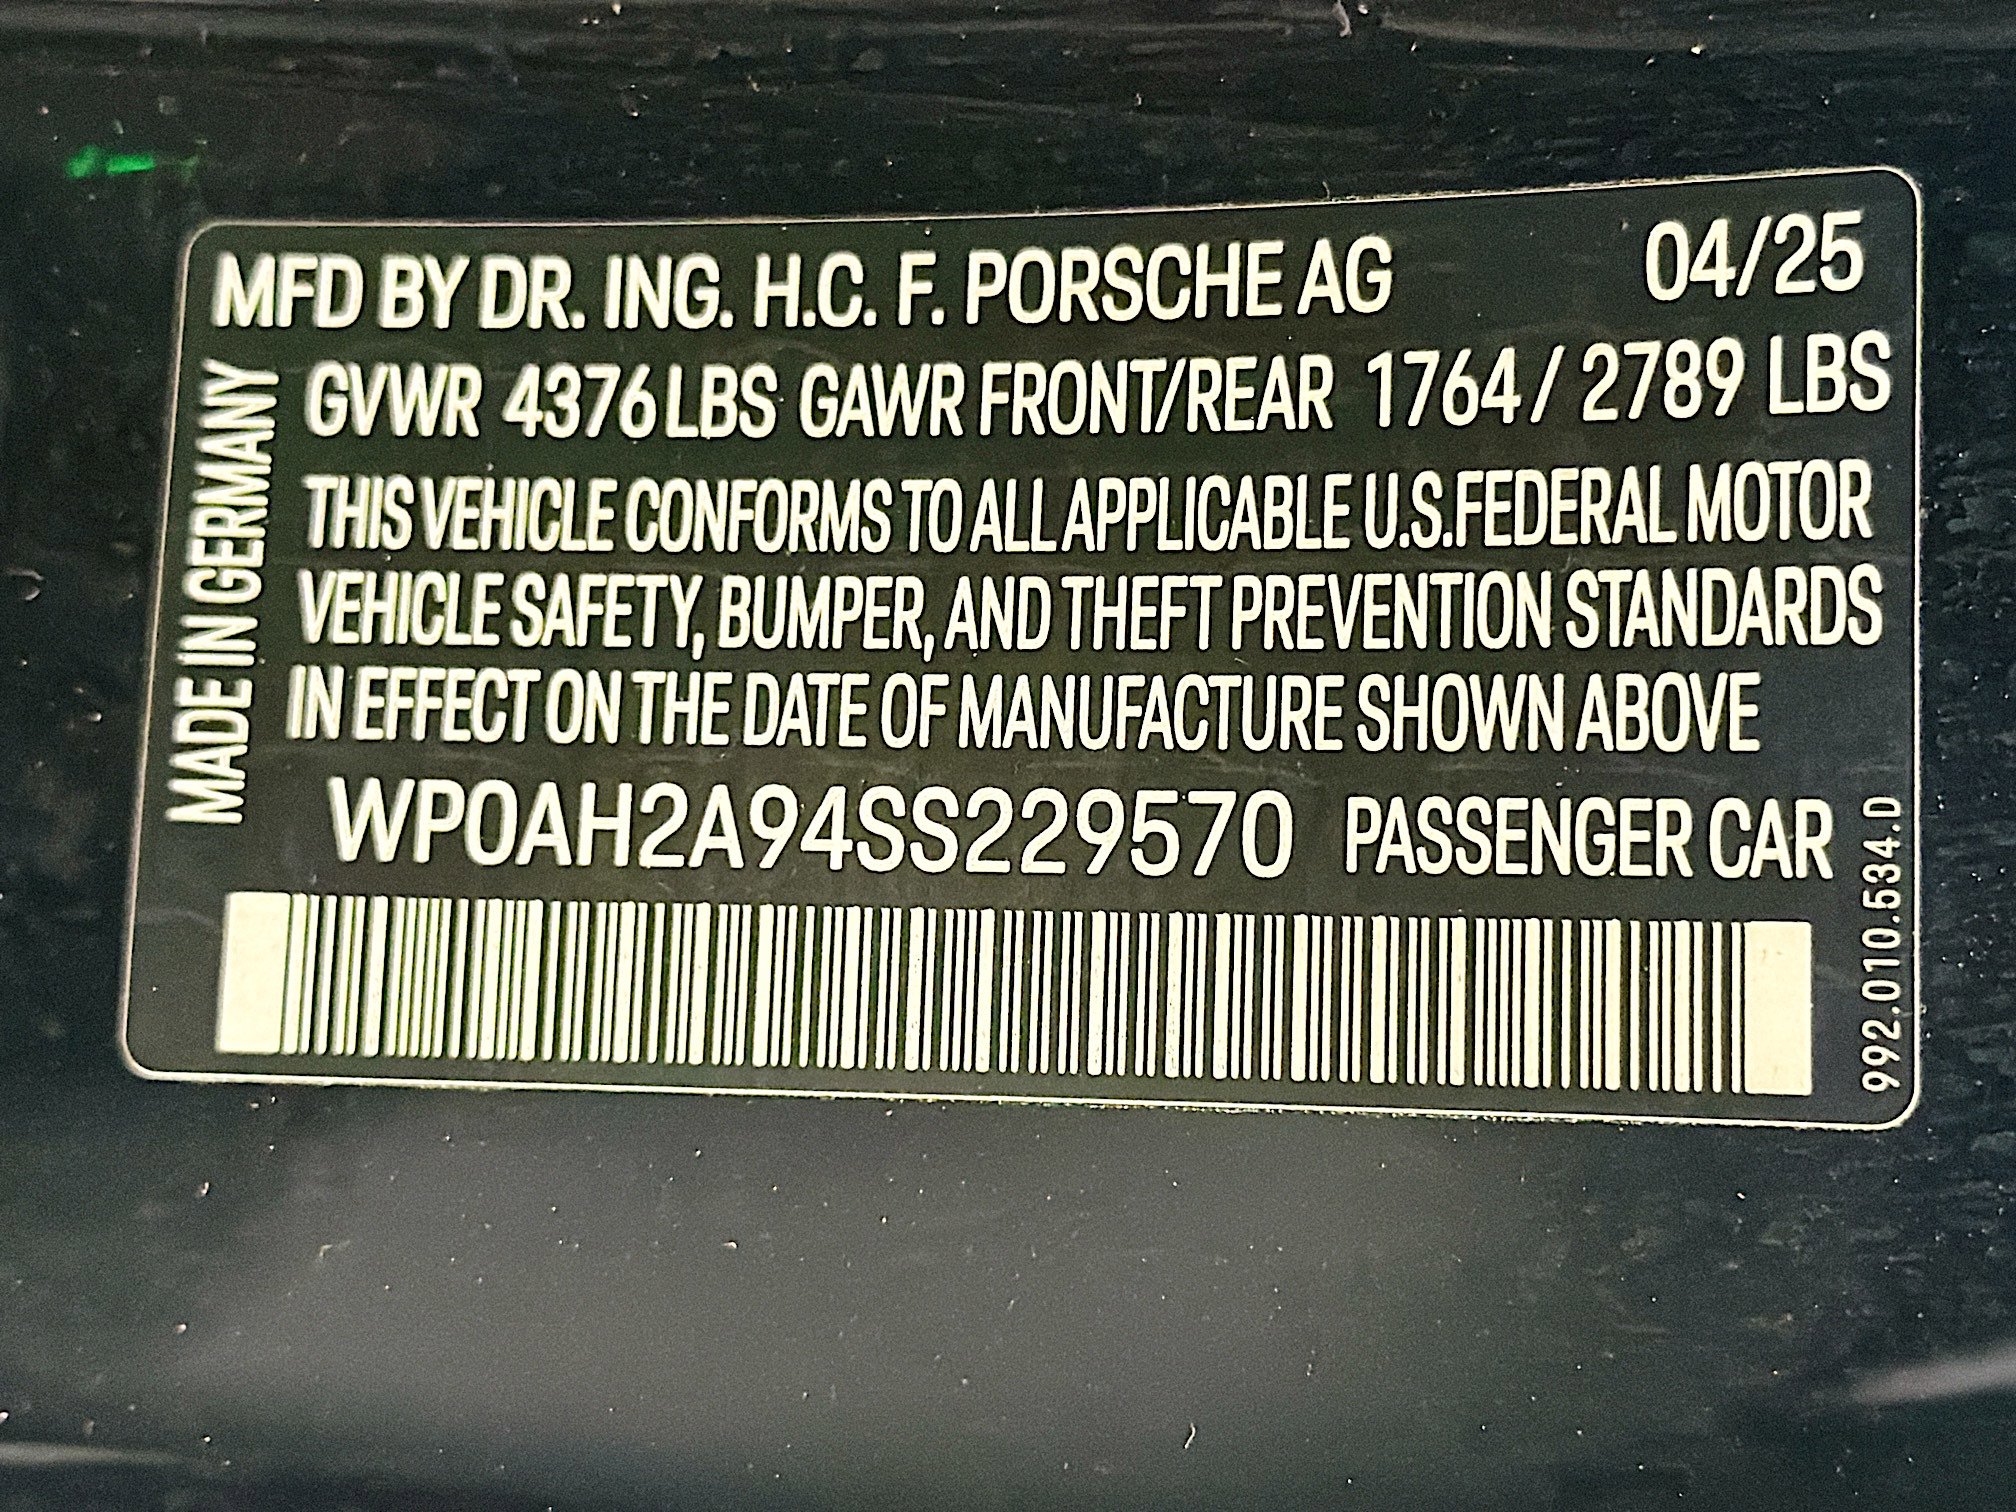 MFD BY DR. ING. H.C. F. PORSCHE AG 04/25
GVWR 4376LBS GAWR FRONT/REAR 1764/2789 LBS
THIS VEHICLE CONFORMS TO ALL APPLICABLE U.S.FEDERAL MOTOR
VEHICLE SAFETY, BUMPER, AND THEFT PREVENTION STANDARDS
IN EFFECT ON THE DATE OF MANUFACTURE SHOWN ABOVE
WP0AH2A94SS229570 PASSENGER CAR
MADE IN GERMANY
992.010.534.D